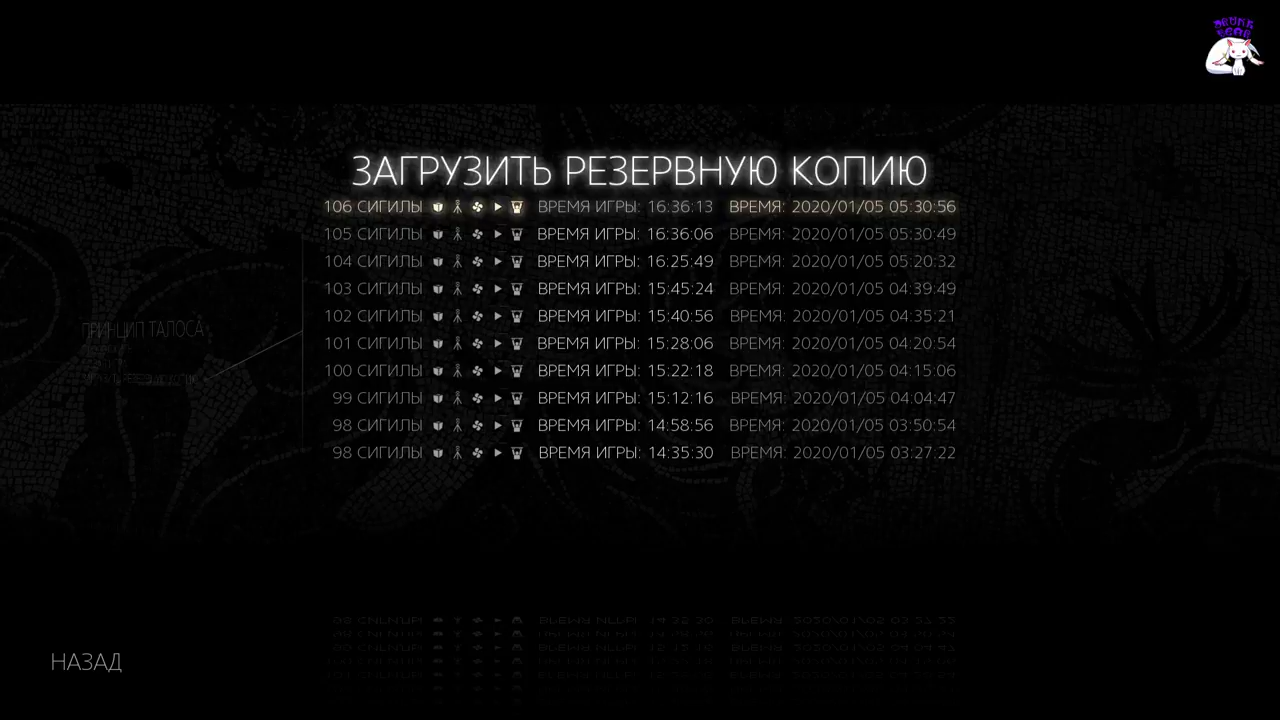 ЗАГРУЗИТЬ РЕЗЕРВНУЮ КОПИЮ
106 СИГИЛЫ ВРЕМЯ ИГРЫ: 16:36:13 ВРЕМЯ: 2020/01/05 05:30:56
105 СИГИЛЫ ВРЕМЯ ИГРЫ: 16:36:06 ВРЕМЯ: 2020/01/05 05:30:49
104 СИГИЛЫ ВРЕМЯ ИГРЫ: 16:25:49 ВРЕМЯ: 2020/01/05 05:20:32
103 СИГИЛЫ ВРЕМЯ ИГРЫ: 15:45:24 ВРЕМЯ: 2020/01/05 04:39:49
102 СИГИЛЫ ВРЕМЯ ИГРЫ: 15:40:56 ВРЕМЯ: 2020/01/05 04:35:21
101 СИГИЛЫ ВРЕМЯ ИГРЫ: 15:28:06 ВРЕМЯ: 2020/01/05 04:20:54
100 СИГИЛЫ ВРЕМЯ ИГРЫ: 15:22:18 ВРЕМЯ: 2020/01/05 04:15:06
99 СИГИЛЫ ВРЕМЯ ИГРЫ: 15:12:16 ВРЕМЯ: 2020/01/05 04:04:47
98 СИГИЛЫ ВРЕМЯ ИГРЫ: 14:58:56 ВРЕМЯ: 2020/01/05 03:50:54
98 СИГИЛЫ ВРЕМЯ ИГРЫ: 14:35:30 ВРЕМЯ: 2020/01/05 03:27:22
ПРИНЦИП ТАЛОСА
НАЗАД